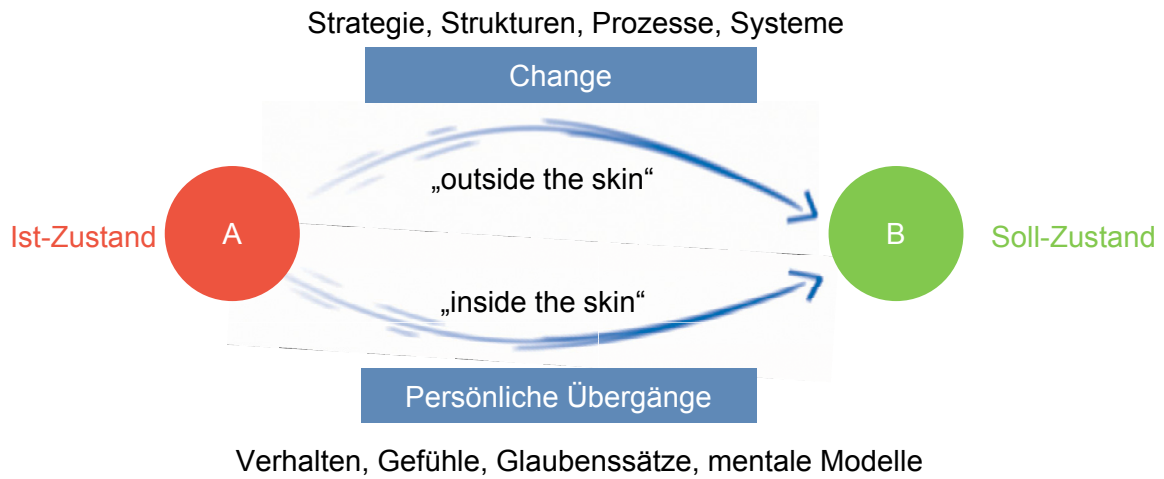 Strategie, Strukturen, Prozesse, Systeme
Change
„outside the skin“
Ist-Zustand
A
B
Soll-Zustand
„inside the skin“
Persönliche Übergänge
Verhalten, Gefühle, Glaubenssätze, mentale Modelle